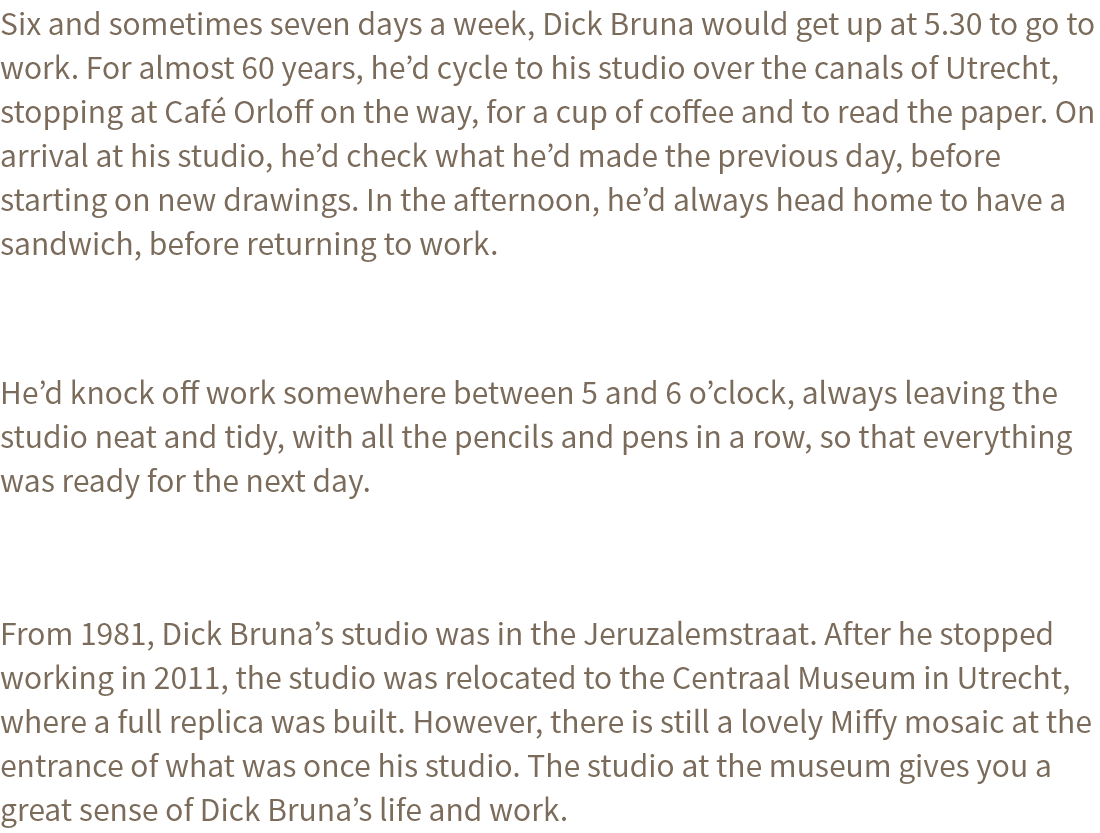 Six and sometimes seven days a week, Dick Bruna would get up at 5.30 to go to
work. For almost 60 years, he’d cycle to his studio over the canals of Utrecht,
stopping at Café Orloff on the way, for a cup of coffee and to read the paper. On
arrival at his studio, he’d check what he’d made the previous day, before
starting on new drawings. In the afternoon, he’d always head home to have a
sandwich, before returning to work.
He’d knock off work somewhere between 5 and 6 o’clock, always leaving the
studio neat and tidy, with all the pencils and pens in a row, so that everything
was ready for the next day.
From 1981, Dick Bruna’s studio was in the Jeruzalemstraat. After he stopped
working in 2011, the studio was relocated to the Centraal Museum in Utrecht,
where a full replica was built. However, there is still a lovely Miffy mosaic at the
entrance of what was once his studio. The studio at the museum gives you a
great sense of Dick Bruna’s life and work.